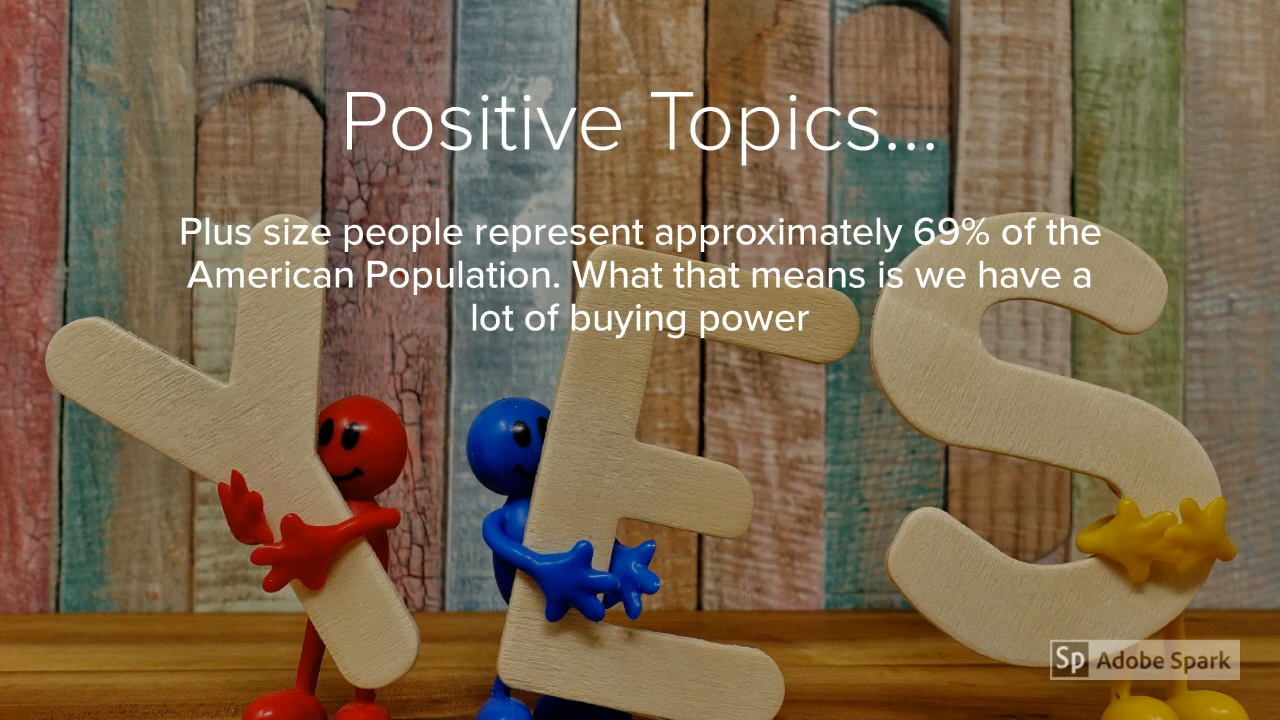 Positive Topics...
Plus size people represent approximately 69% of the
American Population. What that means is we have a
lot of buying power
YES
Sp Adobe Spark